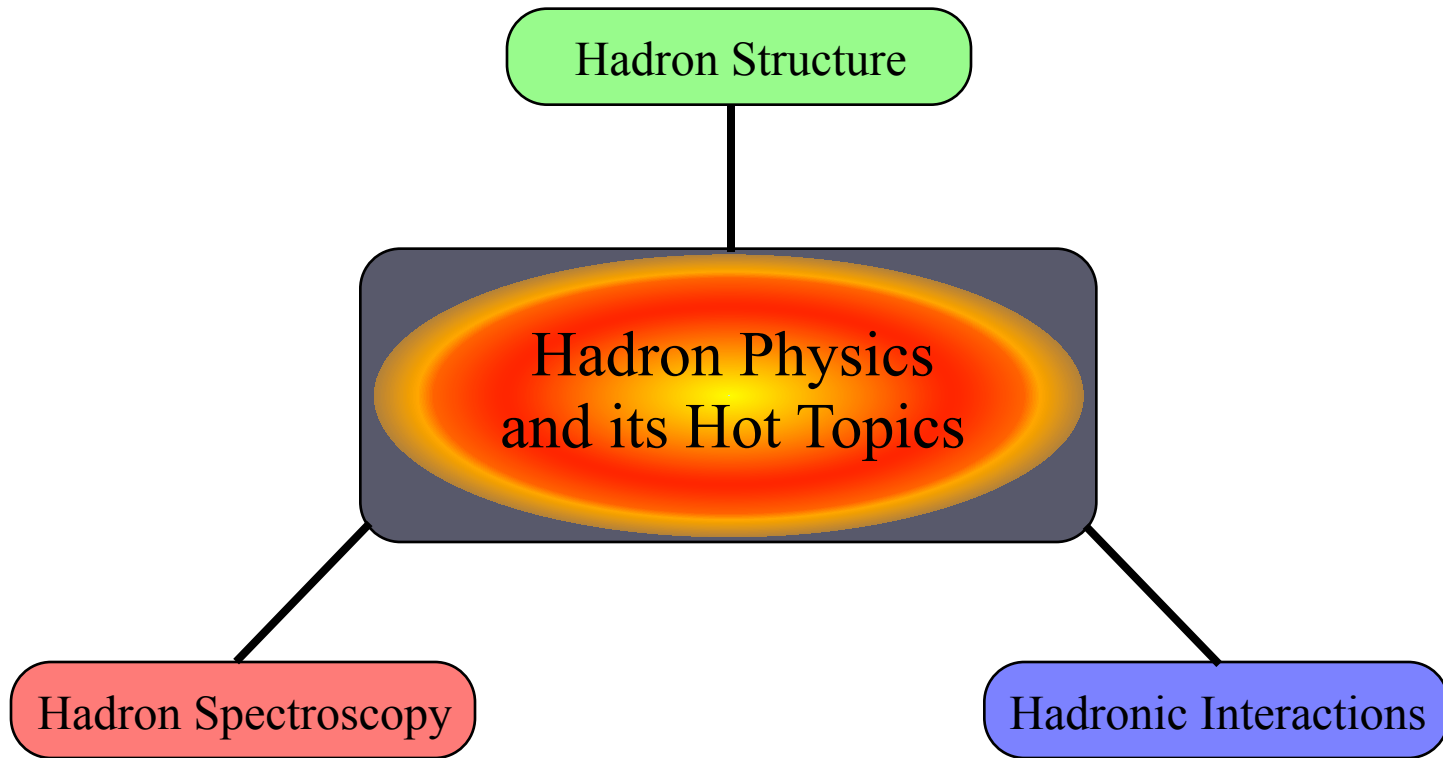 Hadron Structure
Hadron Physics
and its Hot Topics
Hadron Spectroscopy
Hadronic Interactions